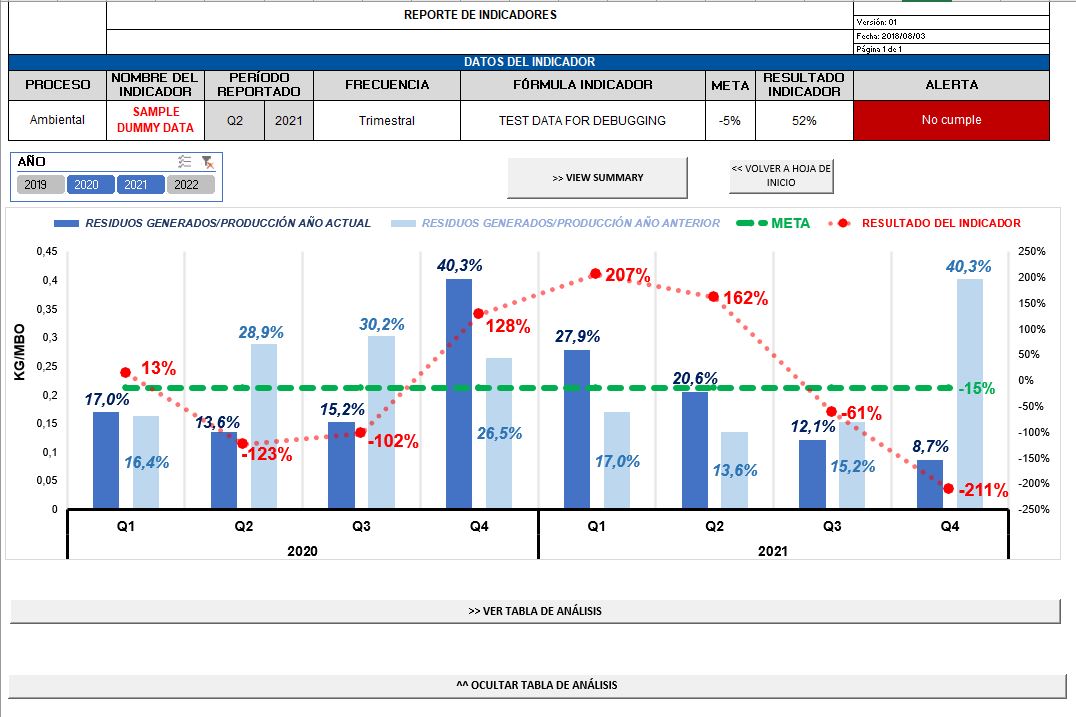 REPORTE DE INDICADORES
Versión: 01
Fecha: 2018/08/03
Página 1 de 1
DATOS DEL INDICADOR
PROCESO NOMBRE DEL INDICADOR PERÍODO REPORTADO FRECUENCIA FÓRMULA INDICADOR META RESULTADO INDICADOR ALERTA
Ambiental SAMPLE DUMMY DATA Q2 2021 Trimestral TEST DATA FOR DEBUGGING -5% 52% No cumple
AÑO
2019 2020 2021 2022
>> VIEW SUMMARY
<< VOLVER A HOJA DE
INICIO
RESIDUOS GENERADOS/PRODUCCIÓN AÑO ACTUAL RESIDUOS GENERADOS/PRODUCCIÓN AÑO ANTERIOR META RESULTADO DEL INDICADOR
KG/MBO
0,45
0,4
0,35
0,3
0,25
0,2
0,15
0,1
0,05
0
17,0% 13,6% 15,2% 40,3% 27,9% 20,6% 12,1% 8,7%
16,4% 28,9% 30,2% 26,5% 17,0% 13,6% 15,2% 40,3%
13% -123% -102% 128% 207% 162% -61% -211%
-15%
250%
200%
150%
100%
50%
0%
-50%
-100%
-150%
-200%
-250%
Q1 Q2 Q3 Q4 Q1 Q2 Q3 Q4
2020 2021
>> VER TABLA DE ANÁLISIS
^^ OCULTAR TABLA DE ANÁLISIS